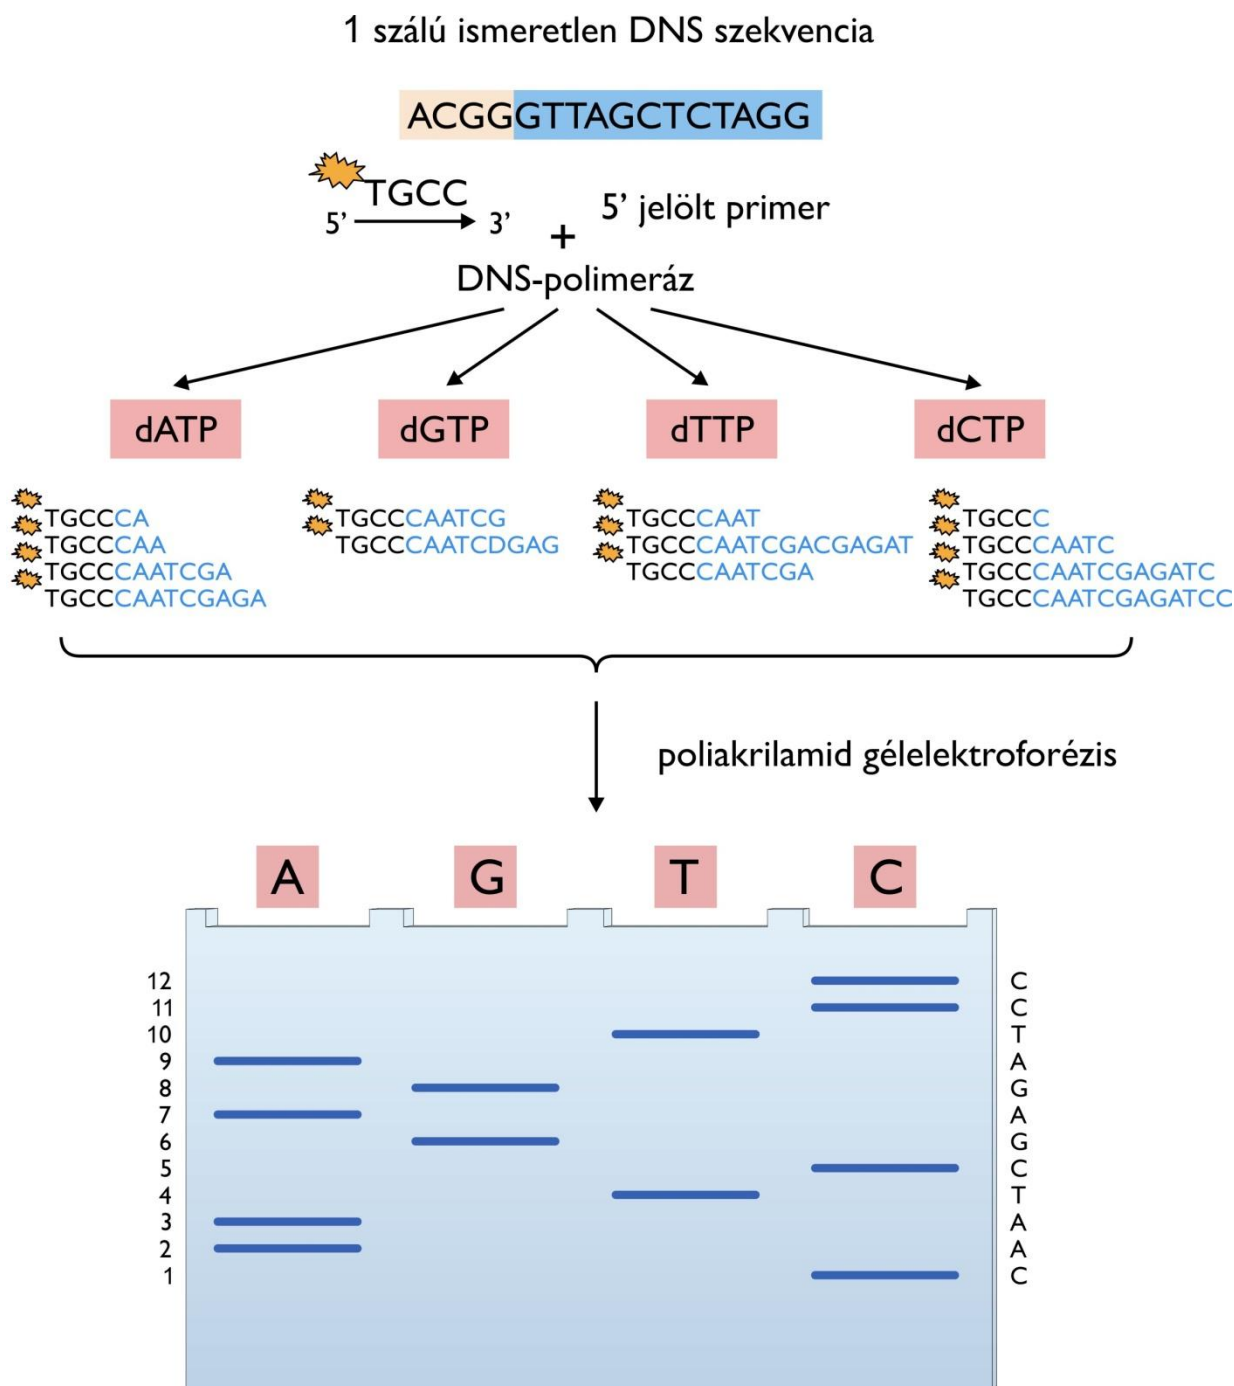 1 szálú ismeretlen DNS szekvencia
ACGGGTTAGCTCTAGG
TGCC
5’ 3’
5’ jelölt primer
+
DNS-polimeráz
dATP dGTP dTTP dCTP
TGCCCA
TGCCCAA
TGCCCAATCGA
TGCCCAATCGAGA
TGCCCAATCG
TGCCCAATCDGAG
TGCCCAAT
TGCCCAATCGACGAGAT
TGCCCAATCGA
TGCCC
TGCCCAATC
TGCCCAATCGAGATC
TGCCCAATCGAGATCC
poliakrilamid gélelektroforézis
A G T C
12 C
11 C
10 T
9 A
8 G
7 A
6 G
5 C
4 T
3 A
2 A
1 C